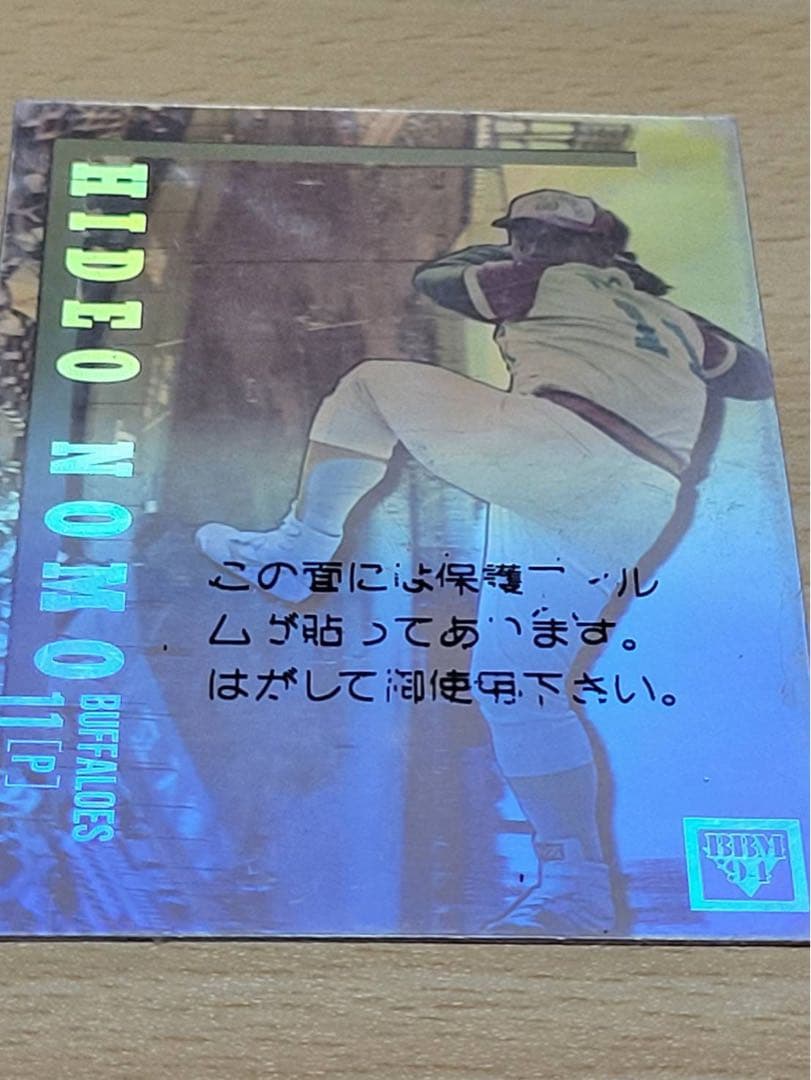 HIDEO NOMO
BUFFALOES
11[P]
この面には保護フィル
ムが貼ってあります。
はがして御使用下さい。
BBM
'94